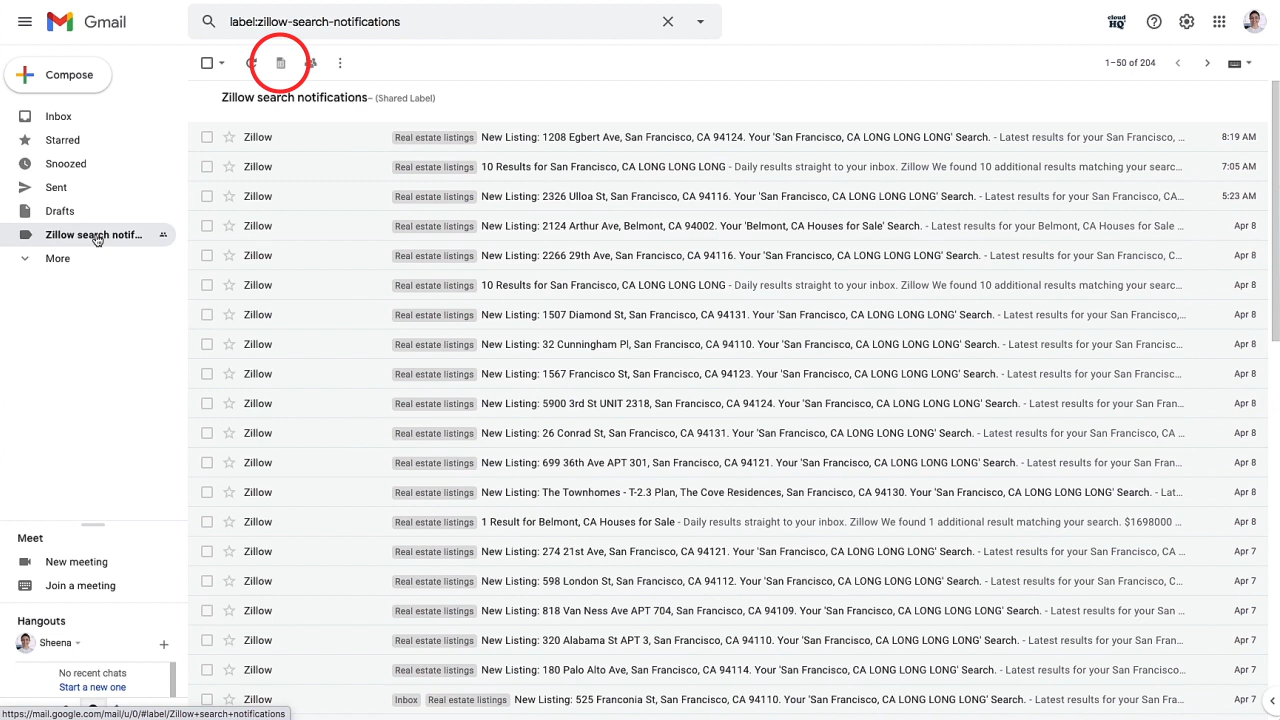 Gmail
label:zillow-search-notifications
cloud HQ
Compose
1–50 of 204
Zillow search notifications– (Shared Label)
Inbox
Starred
Snoozed
Sent
Drafts
Zillow search notif...
More
Zillow Real estate listings New Listing: 1208 Egbert Ave, San Francisco, CA 94124. Your 'San Francisco, CA LONG LONG LONG' Search. - Latest results for your San Francisco, ... 8:19 AM
Zillow Real estate listings 10 Results for San Francisco, CA LONG LONG LONG - Daily results straight to your inbox. Zillow We found 10 additional results matching your searc... 7:05 AM
Zillow Real estate listings New Listing: 2326 Ulloa St, San Francisco, CA 94116. Your 'San Francisco, CA LONG LONG LONG' Search. - Latest results for your San Francisco, CA... 5:23 AM
Zillow Real estate listings New Listing: 2124 Arthur Ave, Belmont, CA 94002. Your 'Belmont, CA Houses for Sale' Search. - Latest results for your Belmont, CA Houses for Sale ... Apr 8
Zillow Real estate listings New Listing: 2266 29th Ave, San Francisco, CA 94116. Your 'San Francisco, CA LONG LONG LONG' Search. - Latest results for your San Francisco, C... Apr 8
Zillow Real estate listings 10 Results for San Francisco, CA LONG LONG LONG - Daily results straight to your inbox. Zillow We found 10 additional results matching your searc... Apr 8
Zillow Real estate listings New Listing: 1507 Diamond St, San Francisco, CA 94131. Your 'San Francisco, CA LONG LONG LONG' Search. - Latest results for your San Francisco,... Apr 8
Zillow Real estate listings New Listing: 32 Cunningham Pl, San Francisco, CA 94110. Your 'San Francisco, CA LONG LONG LONG' Search. - Latest results for your San Francisc... Apr 8
Zillow Real estate listings New Listing: 1567 Francisco St, San Francisco, CA 94123. Your 'San Francisco, CA LONG LONG LONG' Search. - Latest results for your San Francisc... Apr 8
Zillow Real estate listings New Listing: 5900 3rd St UNIT 2318, San Francisco, CA 94124. Your 'San Francisco, CA LONG LONG LONG' Search. - Latest results for your San Fran... Apr 8
Zillow Real estate listings New Listing: 26 Conrad St, San Francisco, CA 94131. Your 'San Francisco, CA LONG LONG LONG' Search. - Latest results for your San Francisco, CA ... Apr 8
Zillow Real estate listings New Listing: 699 36th Ave APT 301, San Francisco, CA 94121. Your 'San Francisco, CA LONG LONG LONG' Search. - Latest results for your San Fran... Apr 8
Zillow Real estate listings New Listing: The Townhomes - T-2.3 Plan, The Cove Residences, San Francisco, CA 94130. Your 'San Francisco, CA LONG LONG LONG' Search. - Lat... Apr 8
Zillow Real estate listings 1 Result for Belmont, CA Houses for Sale - Daily results straight to your inbox. Zillow We found 1 additional result matching your search. $1698000 ... Apr 8
Zillow Real estate listings New Listing: 274 21st Ave, San Francisco, CA 94121. Your 'San Francisco, CA LONG LONG LONG' Search. - Latest results for your San Francisco, CA ... Apr 7
Zillow Real estate listings New Listing: 598 London St, San Francisco, CA 94112. Your 'San Francisco, CA LONG LONG LONG' Search. - Latest results for your San Francisco, C... Apr 7
Zillow Real estate listings New Listing: 818 Van Ness Ave APT 704, San Francisco, CA 94109. Your 'San Francisco, CA LONG LONG LONG' Search. - Latest results for your San ... Apr 7
Zillow Real estate listings New Listing: 320 Alabama St APT 3, San Francisco, CA 94110. Your 'San Francisco, CA LONG LONG LONG' Search. - Latest results for your San Fran... Apr 7
Zillow Real estate listings New Listing: 180 Palo Alto Ave, San Francisco, CA 94114. Your 'San Francisco, CA LONG LONG LONG' Search. - Latest results for your San Francisco... Apr 7
Zillow Inbox Real estate listings New Listing: 525 Franconia St, San Francisco, CA 94110. Your 'San Francisco, CA LONG LONG LONG' Search. - Latest results for your S... Apr 7
Meet
New meeting
Join a meeting
Hangouts
Sheena
No recent chats
Start a new one
https://mail.google.com/mail/u/0/#label/Zillow+search+notifications